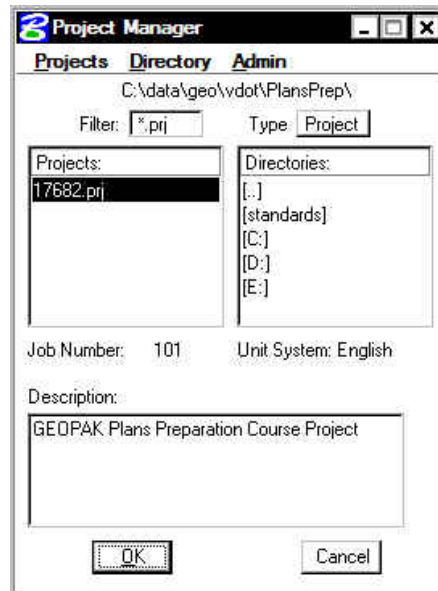 Project Manager
Projects Directory Admin
C:\data\geo\vdot\PlansPrep\
Filter: *.prj Type Project
Projects: Directories:
17682.prj [..]
[standards]
[C:]
[D:]
[E:]
Job Number: 101 Unit System: English
Description:
GEOPAK Plans Preparation Course Project
OK Cancel